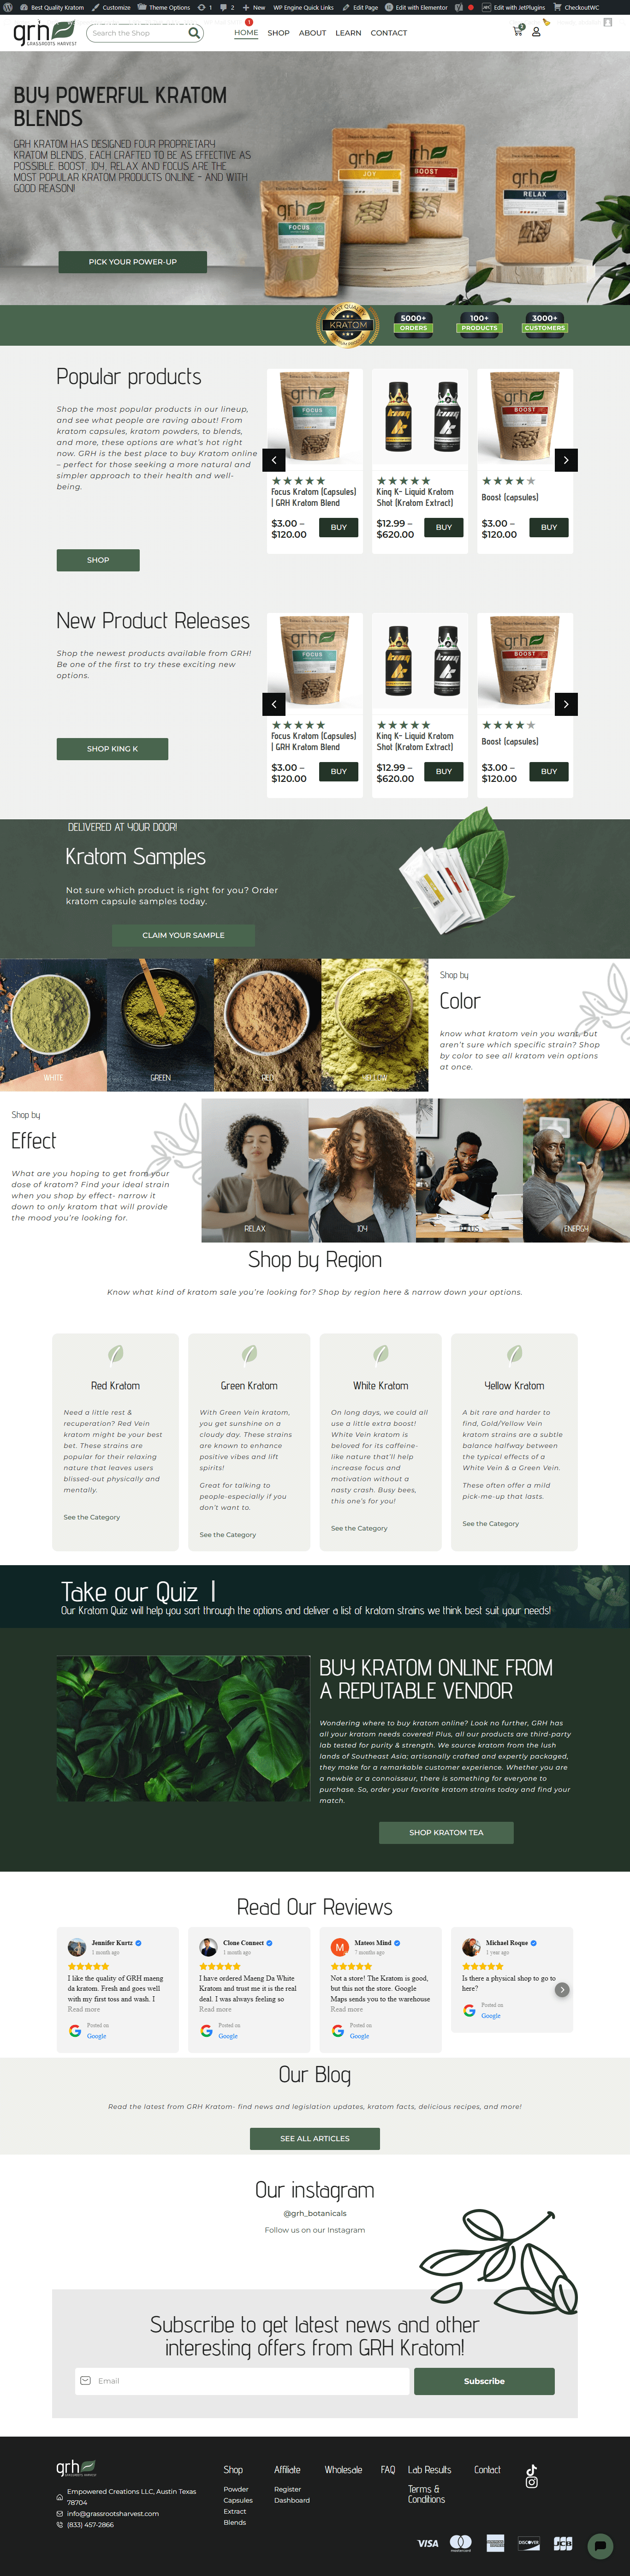 Best Quality Kratom Customize Theme Options 1 2 New WP Engine Quick Links Edit Page Edit with Elementor Edit with JetPlugins CheckoutWC
1
grh
GRASSROOTS HARVEST
Search the Shop
HOME SHOP ABOUT LEARN CONTACT
BUY POWERFUL KRATOM
BLENDS
GRH KRATOM HAS DESIGNED FOUR PROPRIETARY
KRATOM BLENDS, EACH CRAFTED TO BE AS EFFECTIVE AS
POSSIBLE. BOOST, JOY, RELAX AND FOCUS ARE THE
MOST POPULAR KRATOM PRODUCTS ONLINE - AND WITH
GOOD REASON!
PICK YOUR POWER-UP
grh
FOCUS
grh
JOY
grh
BOOST
grh
RELAX
BEST QUALITY
KRATOM
5000+
ORDERS
100+
PRODUCTS
3000+
CUSTOMERS
Popular products
Shop the most popular products in our lineup,
and see what people are raving about! From
kratom capsules, kratom powders, to blends,
and more, these options are what's hot right
now. GRH is the best place to buy Kratom online
– perfect for those seeking a more natural and
simpler approach to their health and well-
being.
SHOP
grh
FOCUS
king
k
king
k
grh
BOOST
Focus Kratom (Capsules)
| GRH Kratom Blend
$3.00 –
$120.00
BUY
King K- Liquid Kratom
Shot (Kratom Extract)
$12.99 –
$620.00
BUY
Boost (capsules)
$3.00 –
$120.00
BUY
New Product Releases
Shop the newest products available from GRH!
Be one of the first to try these exciting new
options.
SHOP KING K
grh
FOCUS
king
k
king
k
grh
BOOST
Focus Kratom (Capsules)
| GRH Kratom Blend
$3.00 –
$120.00
BUY
King K- Liquid Kratom
Shot (Kratom Extract)
$12.99 –
$620.00
BUY
Boost (capsules)
$3.00 –
$120.00
BUY
DELIVERED AT YOUR DOOR!
Kratom Samples
Not sure which product is right for you? Order
kratom capsule samples today.
CLAIM YOUR SAMPLE
WHITE
GREEN
RED
YELLOW
Shop by
Color
know what kratom vein you want, but
aren't sure which specific strain? Shop
by color to see all kratom vein options
at once.
Shop by
Effect
What are you hoping to get from your
dose of kratom? Find your ideal strain
when you shop by effect- narrow it
down to only kratom that will provide
the mood you're looking for.
RELAX
JOY
ENERGY
Shop by Region
Know what kind of kratom sale you're looking for? Shop by region here & narrow down your options.
Red Kratom
Need a little rest &
recuperation? Red Vein
kratom might be your best
bet. These strains are
popular for their relaxing
nature that leaves users
blissed-out physically and
mentally.
See the Category
Green Kratom
With Green Vein kratom,
you get sunshine on a
cloudy day. These strains
are known to enhance
positive vibes and lift
spirits!
Great for talking to
people-especially if you
don't want to.
See the Category
White Kratom
On long days, we could all
use a little extra boost!
White Vein kratom is
beloved for its caffeine-
like nature that'll help
increase focus and
motivation without a
nasty crash. Busy bees,
this one's for you!
See the Category
Yellow Kratom
A bit rare and harder to
find, Gold/Yellow Vein
kratom strains are a subtle
balance halfway between
the typical effects of a
White Vein & a Green Vein.
These often offer a mild
pick-me-up that lasts.
See the Category
Take our Quiz |
Our Kratom Quiz will help you sort through the options and deliver a list of kratom strains we think best suit your needs!
BUY KRATOM ONLINE FROM
A REPUTABLE VENDOR
Wondering where to buy kratom online? Look no further, GRH has
all your kratom needs covered! Plus, all our products are third-party
lab tested for purity & strength. We source kratom from the lush
lands of Southeast Asia; artisanally crafted and expertly packaged,
they make for a remarkable customer experience. Whether you are
a newbie or a connoisseur, there is something for everyone to
purchase. So, order your favorite kratom strains today and find your
match.
SHOP KRATOM TEA
Read Our Reviews
Jennifer Kurtz
1 month ago
I like the quality of GRH maeng
da kratom. Fresh and goes well
with my first toss and wash. I
Read more
Posted on
Google
Clone Connect
1 month ago
I have ordered Maeng Da White
Kratom and trust me it is the real
deal. I was always feeling so
Read more
Posted on
Google
M
Mateos Mind
7 months ago
Not a store! The Kratom is good,
but this not the store. Google
Maps sends you to the warehouse
Read more
Posted on
Google
Michael Roque
1 year ago
Is there a physical shop to go to
here?
Posted on
Google
Our Blog
Read the latest from GRH Kratom- find news and legislation updates, kratom facts, delicious recipes, and more!
SEE ALL ARTICLES
Our instagram
@grh_botanicals
Follow us on our Instagram
Subscribe to get latest news and other
interesting offers from GRH Kratom!
Email
Subscribe
grh
Empowered Creations LLC, Austin Texas
78704
info@grassrootsharvest.com
(833) 457-2866
Shop
Powder
Capsules
Extract
Blends
Affiliate
Register
Dashboard
Wholesale
FAQ
Lab Results
Terms &
Conditions
Contact
VISA
mastercard
DISCOVER
JCB